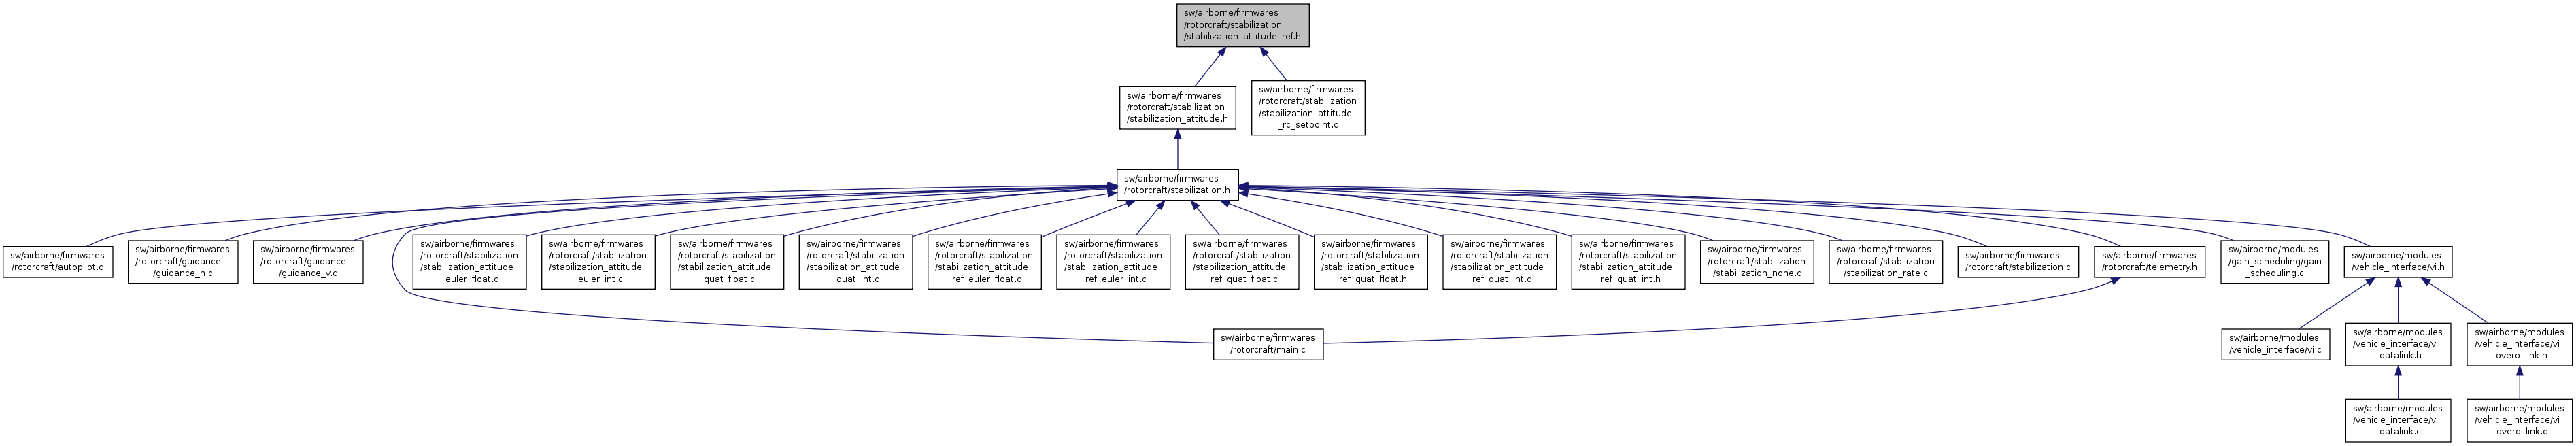 sw/airborne/firmwares
/rotorcraft/stabilization
/stabilization_attitude_ref.h
sw/airborne/firmwares
/rotorcraft/stabilization
/stabilization_attitude.h
sw/airborne/firmwares
/rotorcraft/stabilization
/stabilization_attitude
_rc_setpoint.c
sw/airborne/firmwares
/rotorcraft/stabilization.h
sw/airborne/firmwares
/rotorcraft/autopilot.c
sw/airborne/firmwares
/rotorcraft/guidance
/guidance_h.c
sw/airborne/firmwares
/rotorcraft/guidance
/guidance_v.c
sw/airborne/firmwares
/rotorcraft/stabilization
/stabilization_attitude
_euler_float.c
sw/airborne/firmwares
/rotorcraft/stabilization
/stabilization_attitude
_euler_int.c
sw/airborne/firmwares
/rotorcraft/stabilization
/stabilization_attitude
_quat_float.c
sw/airborne/firmwares
/rotorcraft/stabilization
/stabilization_attitude
_quat_int.c
sw/airborne/firmwares
/rotorcraft/stabilization
/stabilization_attitude
_ref_euler_float.c
sw/airborne/firmwares
/rotorcraft/stabilization
/stabilization_attitude
_ref_euler_int.c
sw/airborne/firmwares
/rotorcraft/stabilization
/stabilization_attitude
_ref_quat_float.c
sw/airborne/firmwares
/rotorcraft/stabilization
/stabilization_attitude
_ref_quat_float.h
sw/airborne/firmwares
/rotorcraft/stabilization
/stabilization_attitude
_ref_quat_int.c
sw/airborne/firmwares
/rotorcraft/stabilization
/stabilization_attitude
_ref_quat_int.h
sw/airborne/firmwares
/rotorcraft/stabilization
/stabilization_none.c
sw/airborne/firmwares
/rotorcraft/stabilization
/stabilization_rate.c
sw/airborne/firmwares
/rotorcraft/stabilization.c
sw/airborne/firmwares
/rotorcraft/telemetry.h
sw/airborne/modules
/gain_scheduling/gain
_scheduling.c
sw/airborne/modules
/vehicle_interface/vi.h
sw/airborne/firmwares
/rotorcraft/main.c
sw/airborne/modules
/vehicle_interface/vi.c
sw/airborne/modules
/vehicle_interface/vi
_datalink.h
sw/airborne/modules
/vehicle_interface/vi
_overo_link.h
sw/airborne/modules
/vehicle_interface/vi
_datalink.c
sw/airborne/modules
/vehicle_interface/vi
_overo_link.c